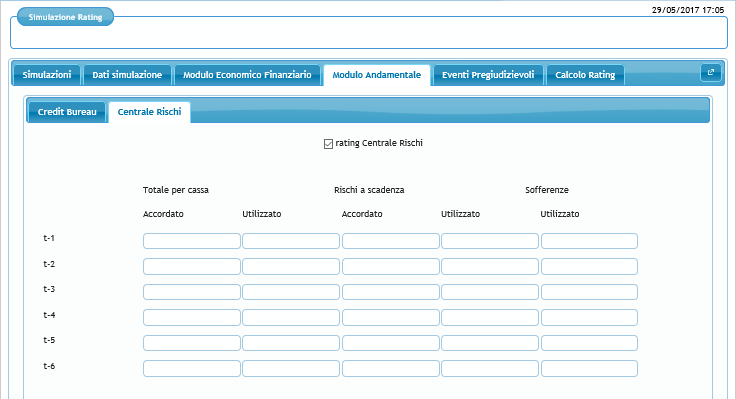 29/05/2017 17:05
Simulazione Rating
Simulazioni Dati simulazione Modulo Economico Finanziario Modulo Andamentale Eventi Pregiudizievoli Calcolo Rating
Credit Bureau Centrale Rischi
rating Centrale Rischi
Totale per cassa Rischi a scadenza Sofferenze
Accordato Utilizzato Accordato Utilizzato Utilizzato
t-1
t-2
t-3
t-4
t-5
t-6